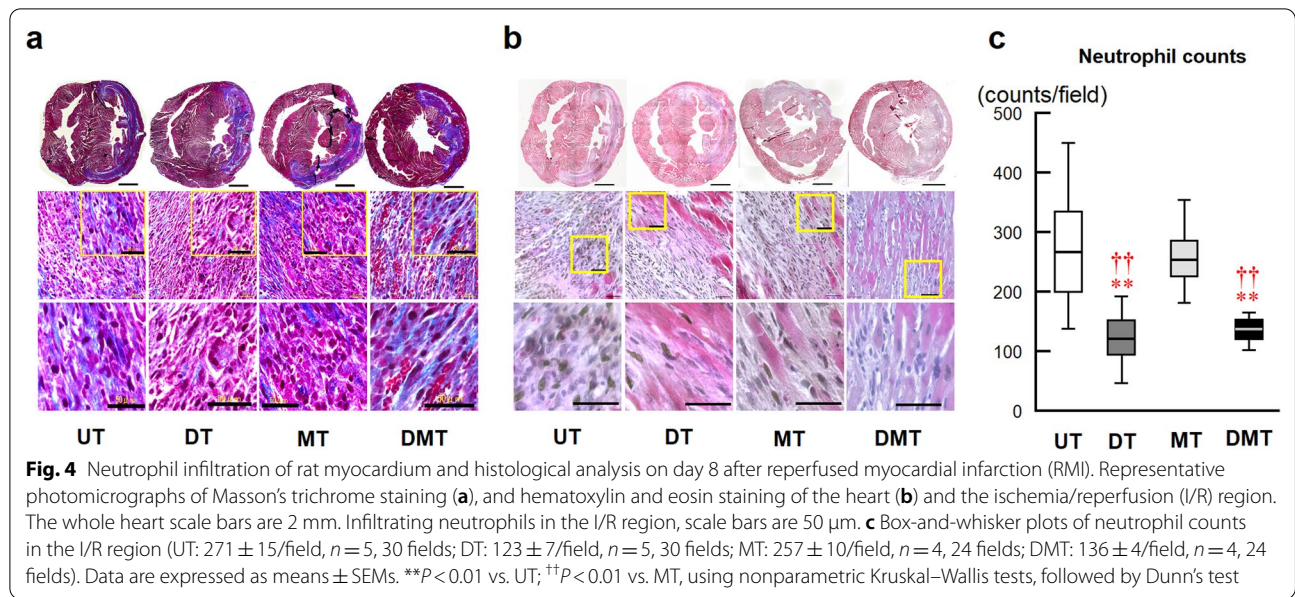 a
b
c
Neutrophil counts
(counts/field)
500
400
300
200
100
0
††
**
††
**
UT DT MT DMT
UT DT MT DMT
UT DT MT DMT
Fig. 4 Neutrophil infiltration of rat myocardium and histological analysis on day 8 after reperfused myocardial infarction (RMI). Representative
photomicrographs of Masson’s trichrome staining (a), and hematoxylin and eosin staining of the heart (b) and the ischemia/reperfusion (I/R) region.
The whole heart scale bars are 2 mm. Infiltrating neutrophils in the I/R region, scale bars are 50 μm. c Box-and-whisker plots of neutrophil counts
in the I/R region (UT: 271 ± 15/field, n = 5, 30 fields; DT: 123 ± 7/field, n = 5, 30 fields; MT: 257 ± 10/field, n = 4, 24 fields; DMT: 136 ± 4/field, n = 4, 24
fields). Data are expressed as means ± SEMs. **P < 0.01 vs. UT; ††P < 0.01 vs. MT, using nonparametric Kruskal–Wallis tests, followed by Dunn’s test